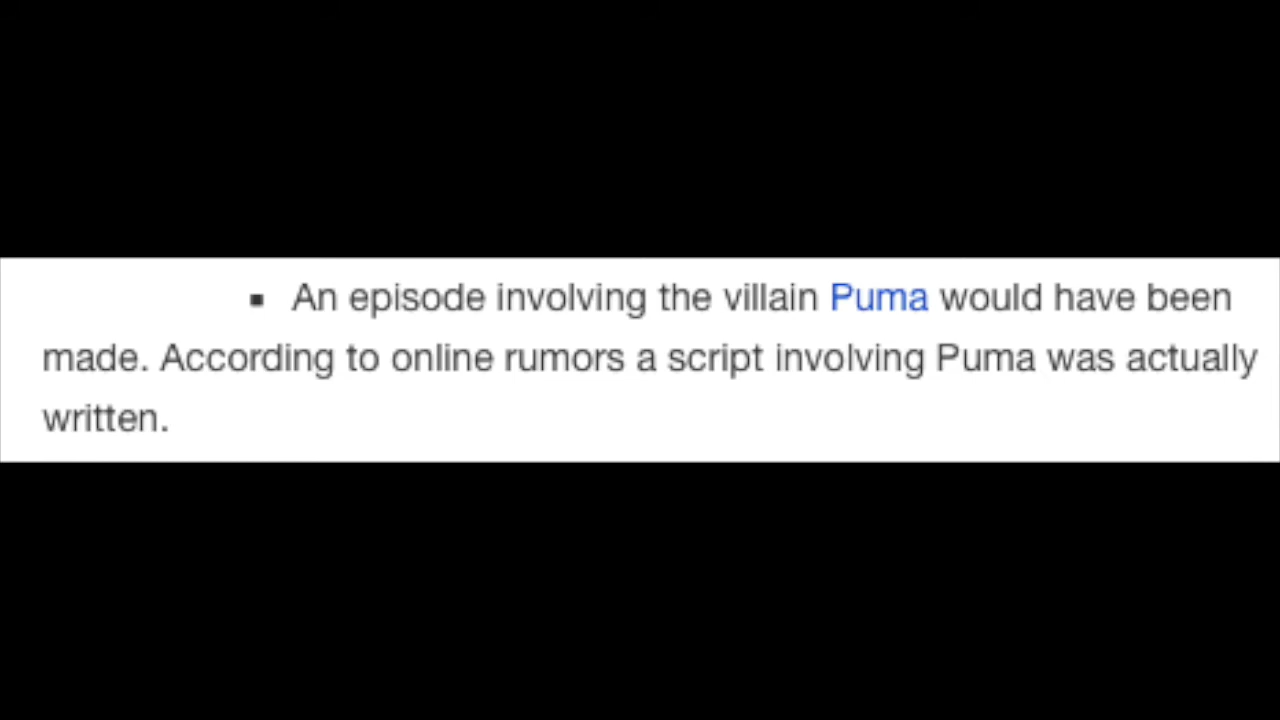 ▪ An episode involving the villain Puma would have been
made. According to online rumors a script involving Puma was actually
written.